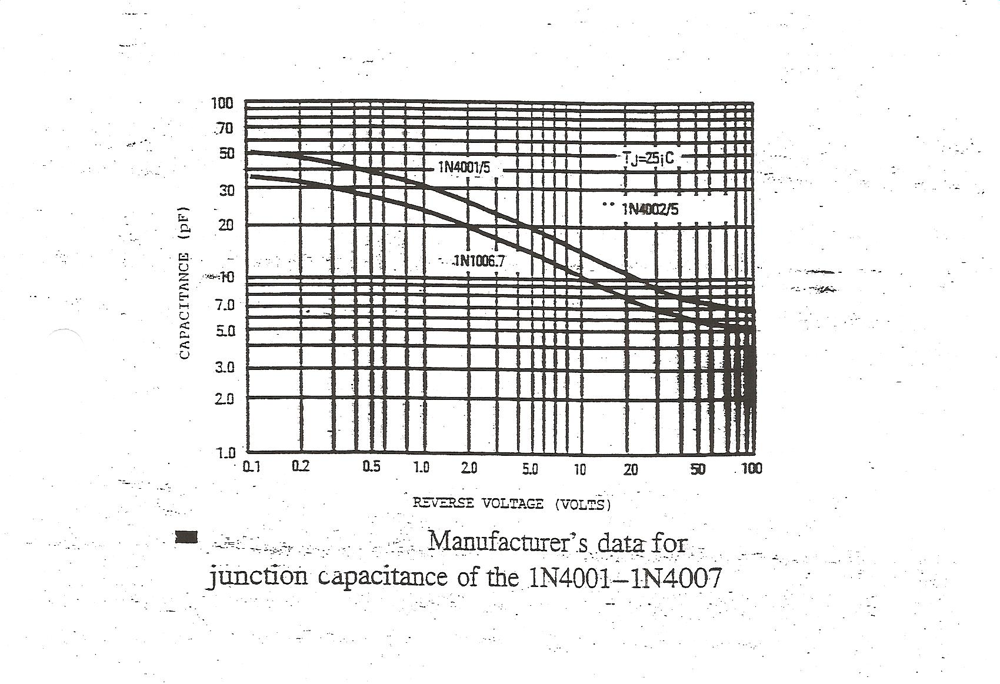 100
70
50
30
20
10
7.0
5.0
3.0
2.0
1.0
CAPACITANCE (pF)
1N4001/5
TJ=25¡C
1N4002/5
1N1006.7
0.1 0.2 0.5 1.0 2.0 5.0 10 20 50 100
REVERSE VOLTAGE (VOLTS)
Manufacturer's data for
junction capacitance of the 1N4001–1N4007